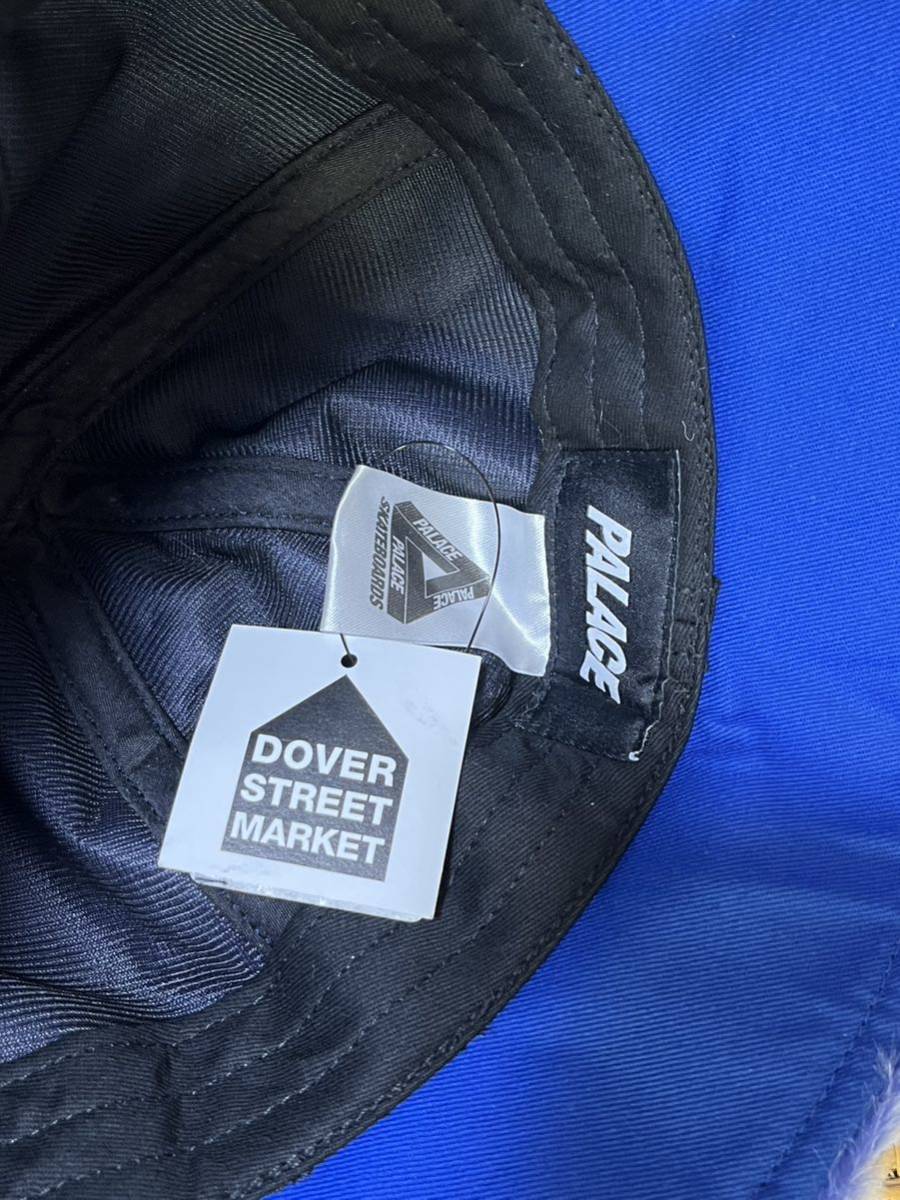 PALACE
PALACE
PALACE
PALACE
SKATEBOARDS
DOVER
STREET
MARKET